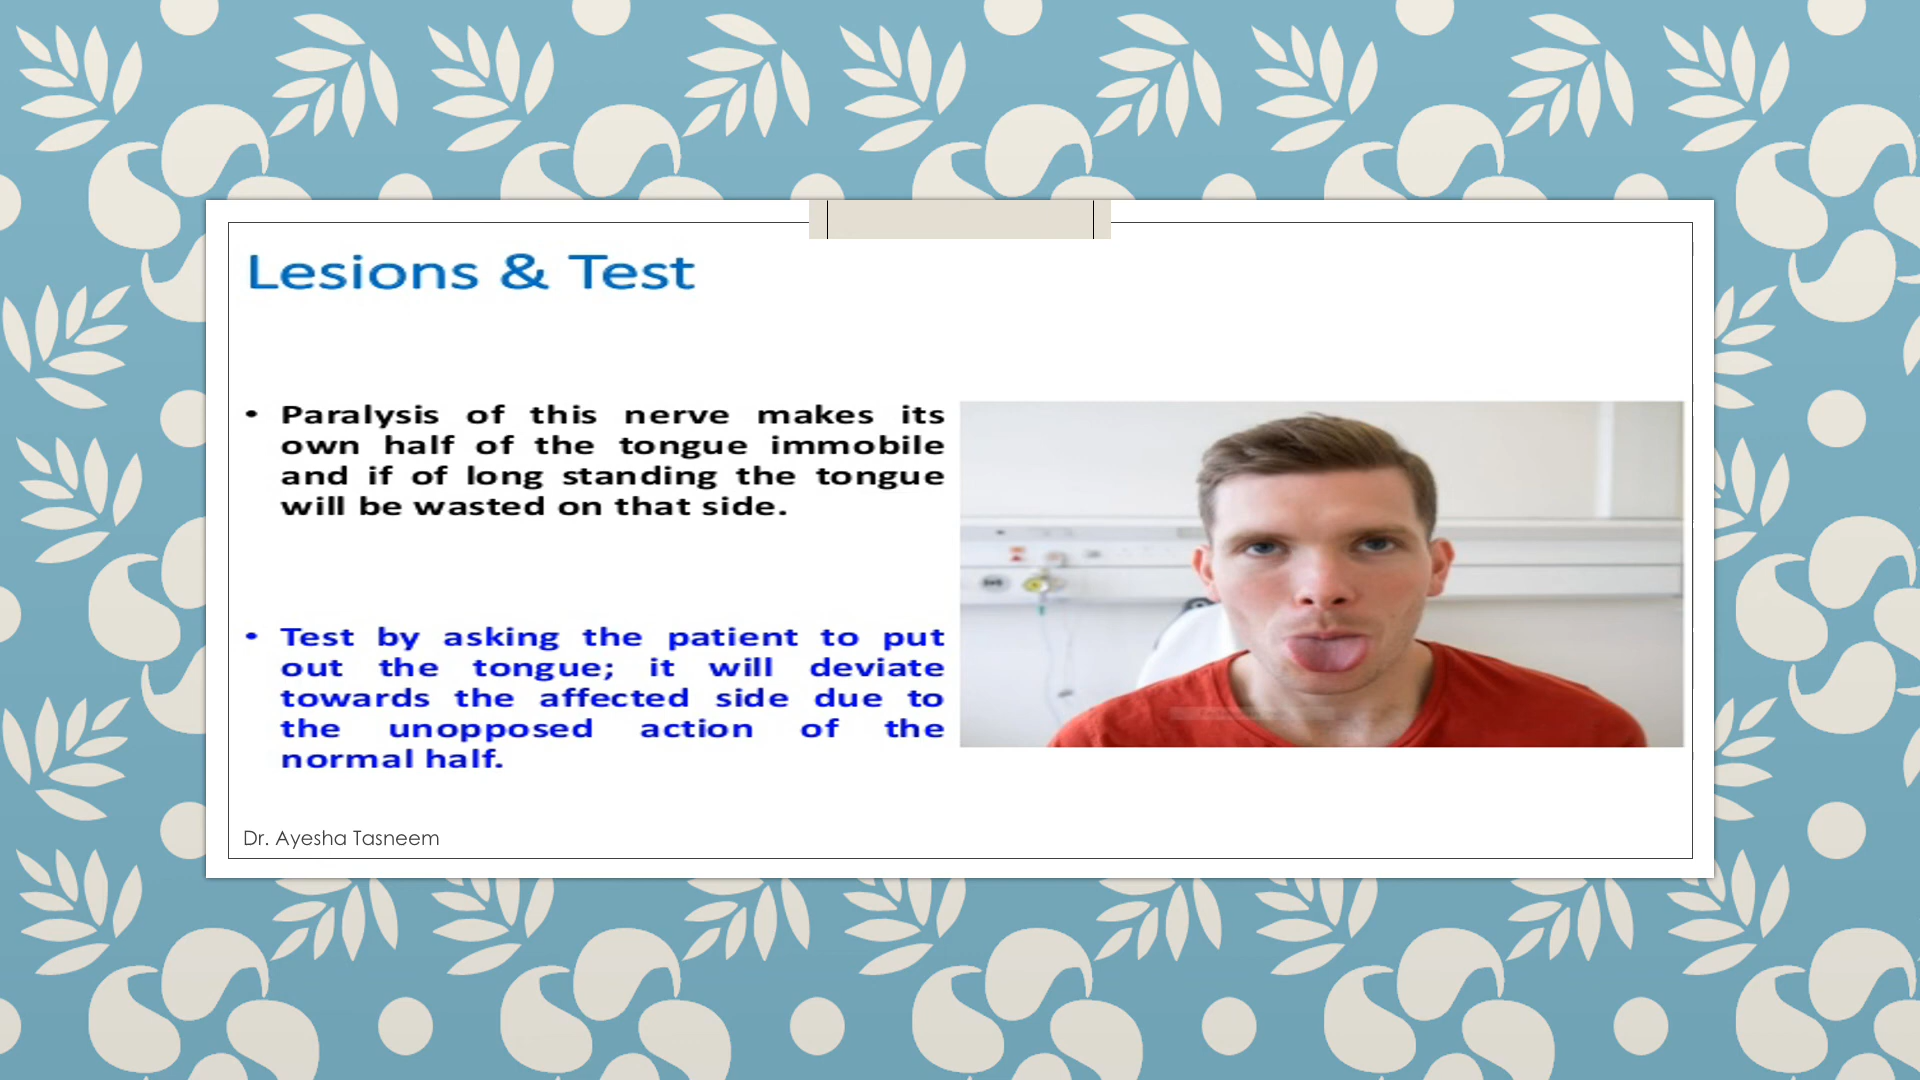 Lesions & Test
• Paralysis of this nerve makes its
own half of the tongue immobile
and if of long standing the tongue
will be wasted on that side.
• Test by asking the patient to put
out the tongue; it will deviate
towards the affected side due to
the unopposed action of the
normal half.
Dr. Ayesha Tasneem